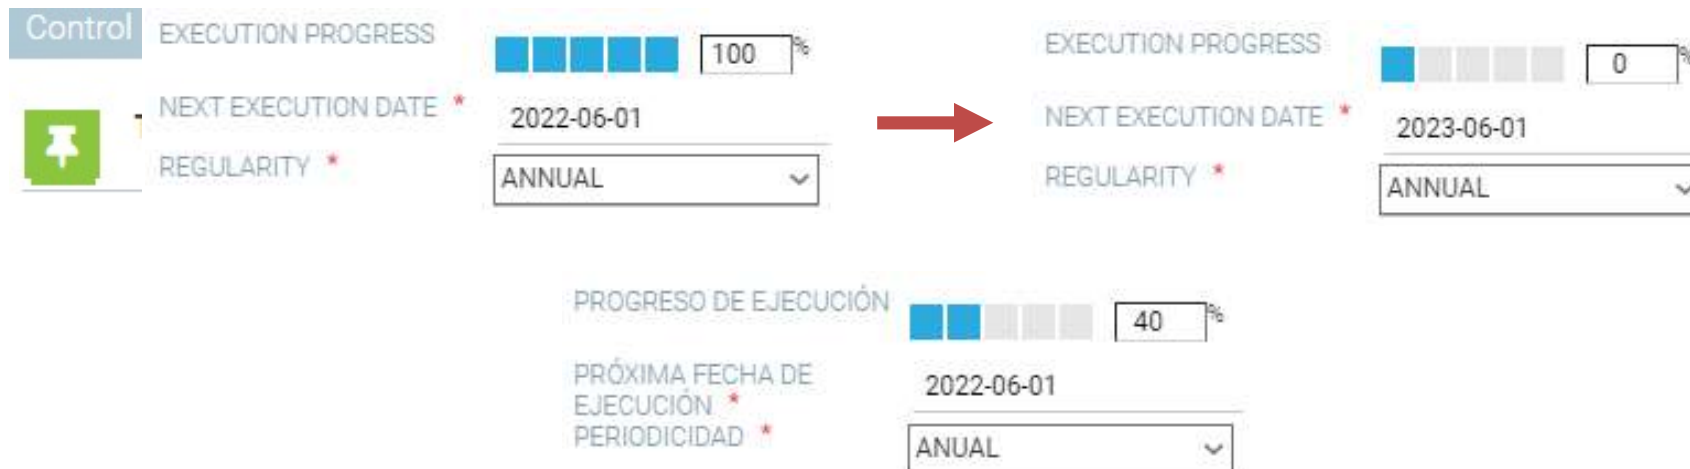 Control
EXECUTION PROGRESS
100 %
NEXT EXECUTION DATE *
2022-06-01
REGULARITY *
ANNUAL
EXECUTION PROGRESS
0 %
NEXT EXECUTION DATE *
2023-06-01
REGULARITY *
ANNUAL
PROGRESO DE EJECUCIÓN
40 %
PRÓXIMA FECHA DE
EJECUCIÓN *
2022-06-01
PERIODICIDAD *
ANUAL